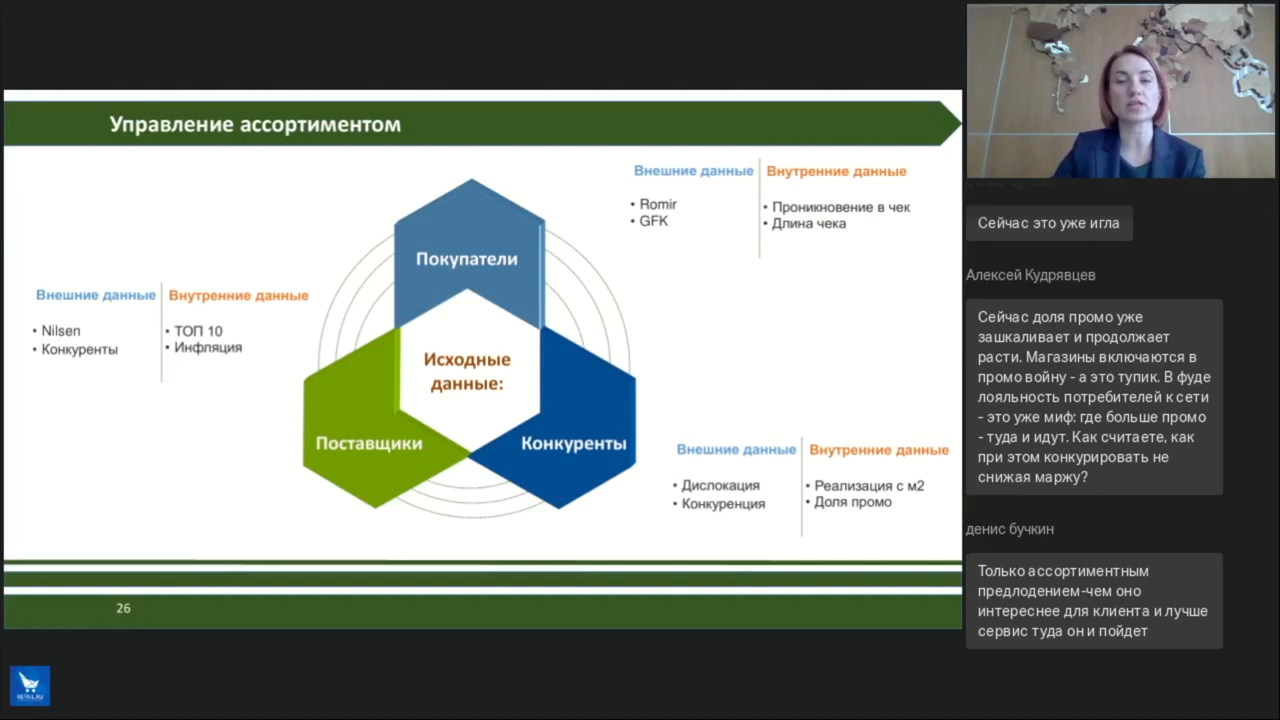 Управление ассортиментом
Внешние данные
Внутренние данные
• Romir
• GFK
• Проникновение в чек
• Длина чека
Покупатели
Внешние данные
Внутренние данные
• Nilsen
• Конкуренты
• ТОП 10
• Инфляция
Исходные
данные:
Поставщики
Конкуренты
Внешние данные
Внутренние данные
• Дислокация
• Конкуренция
• Реализация с м2
• Доля промо
26
RETAIL.RU
Сейчас это уже игла
Алексей Кудрявцев
Сейчас доля промо уже
зашкаливает и продолжает
расти. Магазины включаются в
промо войну - а это тупик. В фуде
лояльность потребителей к сети
- это уже миф: где больше промо
- туда и идут. Как считаете, как
при этом конкурировать не
снижая маржу?
денис бучкин
Только ассортиментным
предлодением-чем оно
интереснее для клиента и лучше
сервис туда он и пойдет